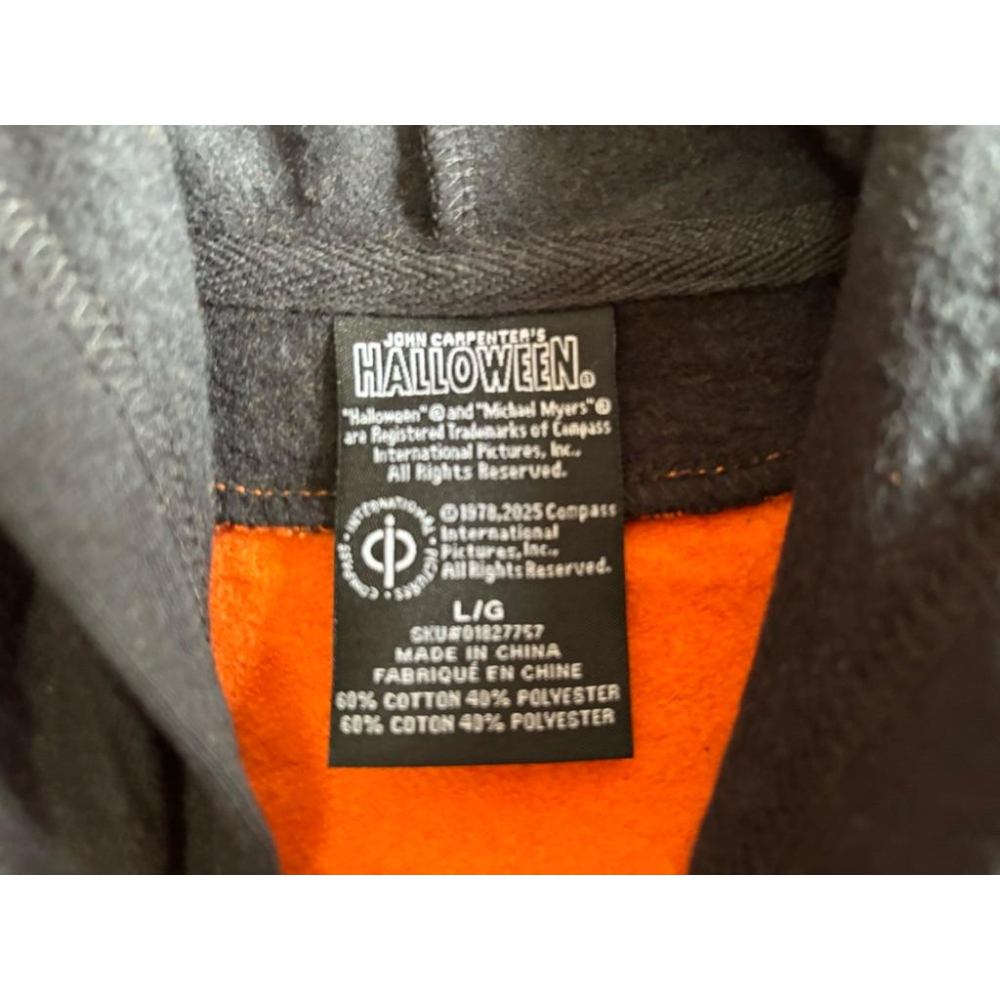 JOHN CARPENTER'S
HALLOWEEN®
"Halloween"® and "Michael Myers"®
are Registered Trademarks of Compass
International Pictures, Inc.,
All Rights Reserved.
COMPASS • INTERNATIONAL • PICTURES •
©1978,2025 Compass
International
Pictures, Inc.,
All Rights Reserved.
L/G
SKU#01827757
MADE IN CHINA
FABRIQUÉ EN CHINE
60% COTTON 40% POLYESTER
60% COTON 40% POLYESTER